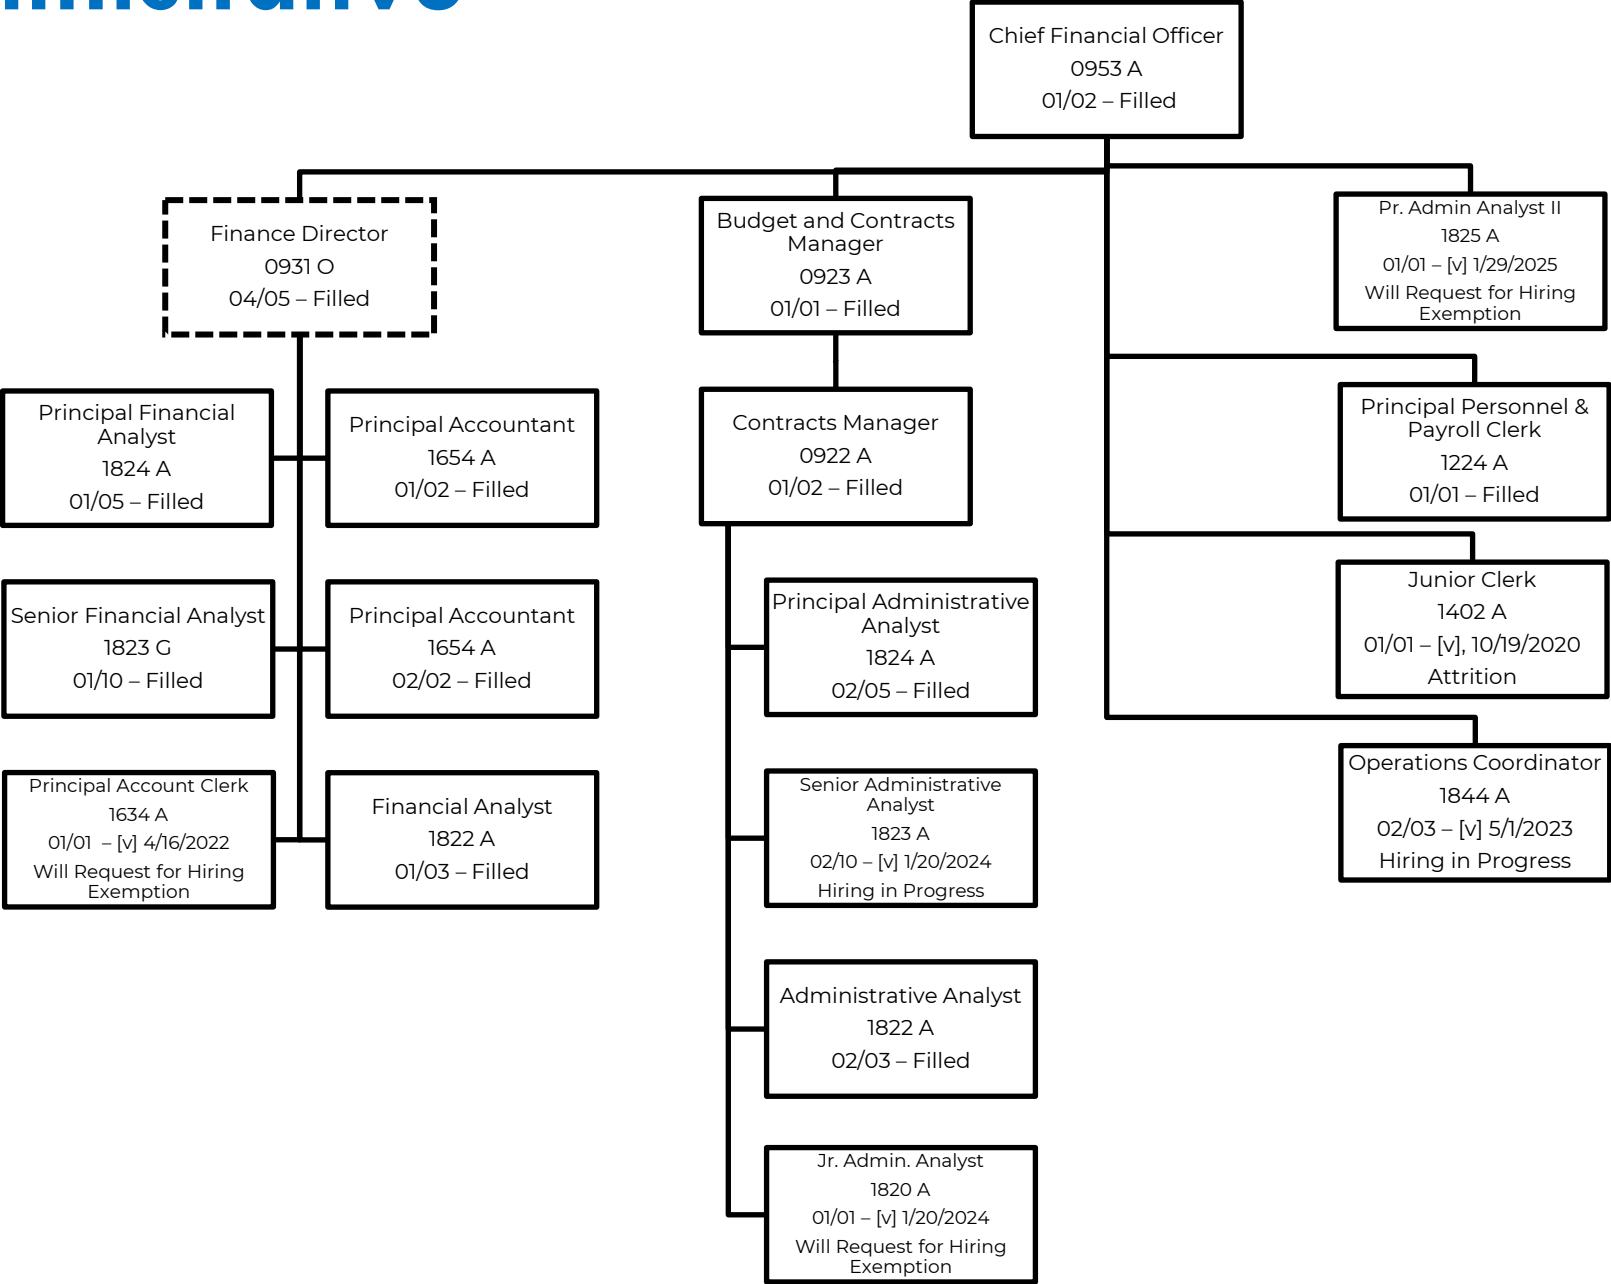 Chief Financial Officer
0953 A
01/02 – Filled
Finance Director
0931 O
04/05 – Filled
Budget and Contracts
Manager
0923 A
01/01 – Filled
Pr. Admin Analyst II
1825 A
01/01 – [v] 1/29/2025
Will Request for Hiring
Exemption
Principal Financial
Analyst
1824 A
01/05 – Filled
Principal Accountant
1654 A
01/02 – Filled
Contracts Manager
0922 A
01/02 – Filled
Principal Personnel &
Payroll Clerk
1224 A
01/01 – Filled
Senior Financial Analyst
1823 G
01/10 – Filled
Principal Accountant
1654 A
02/02 – Filled
Principal Administrative
Analyst
1824 A
02/05 – Filled
Junior Clerk
1402 A
01/01 – [v], 10/19/2020
Attrition
Principal Account Clerk
1634 A
01/01 – [v] 4/16/2022
Will Request for Hiring
Exemption
Financial Analyst
1822 A
01/03 – Filled
Senior Administrative
Analyst
1823 A
02/10 – [v] 1/20/2024
Hiring in Progress
Operations Coordinator
1844 A
02/03 – [v] 5/1/2023
Hiring in Progress
Administrative Analyst
1822 A
02/03 – Filled
Jr. Admin. Analyst
1820 A
01/01 – [v] 1/20/2024
Will Request for Hiring
Exemption